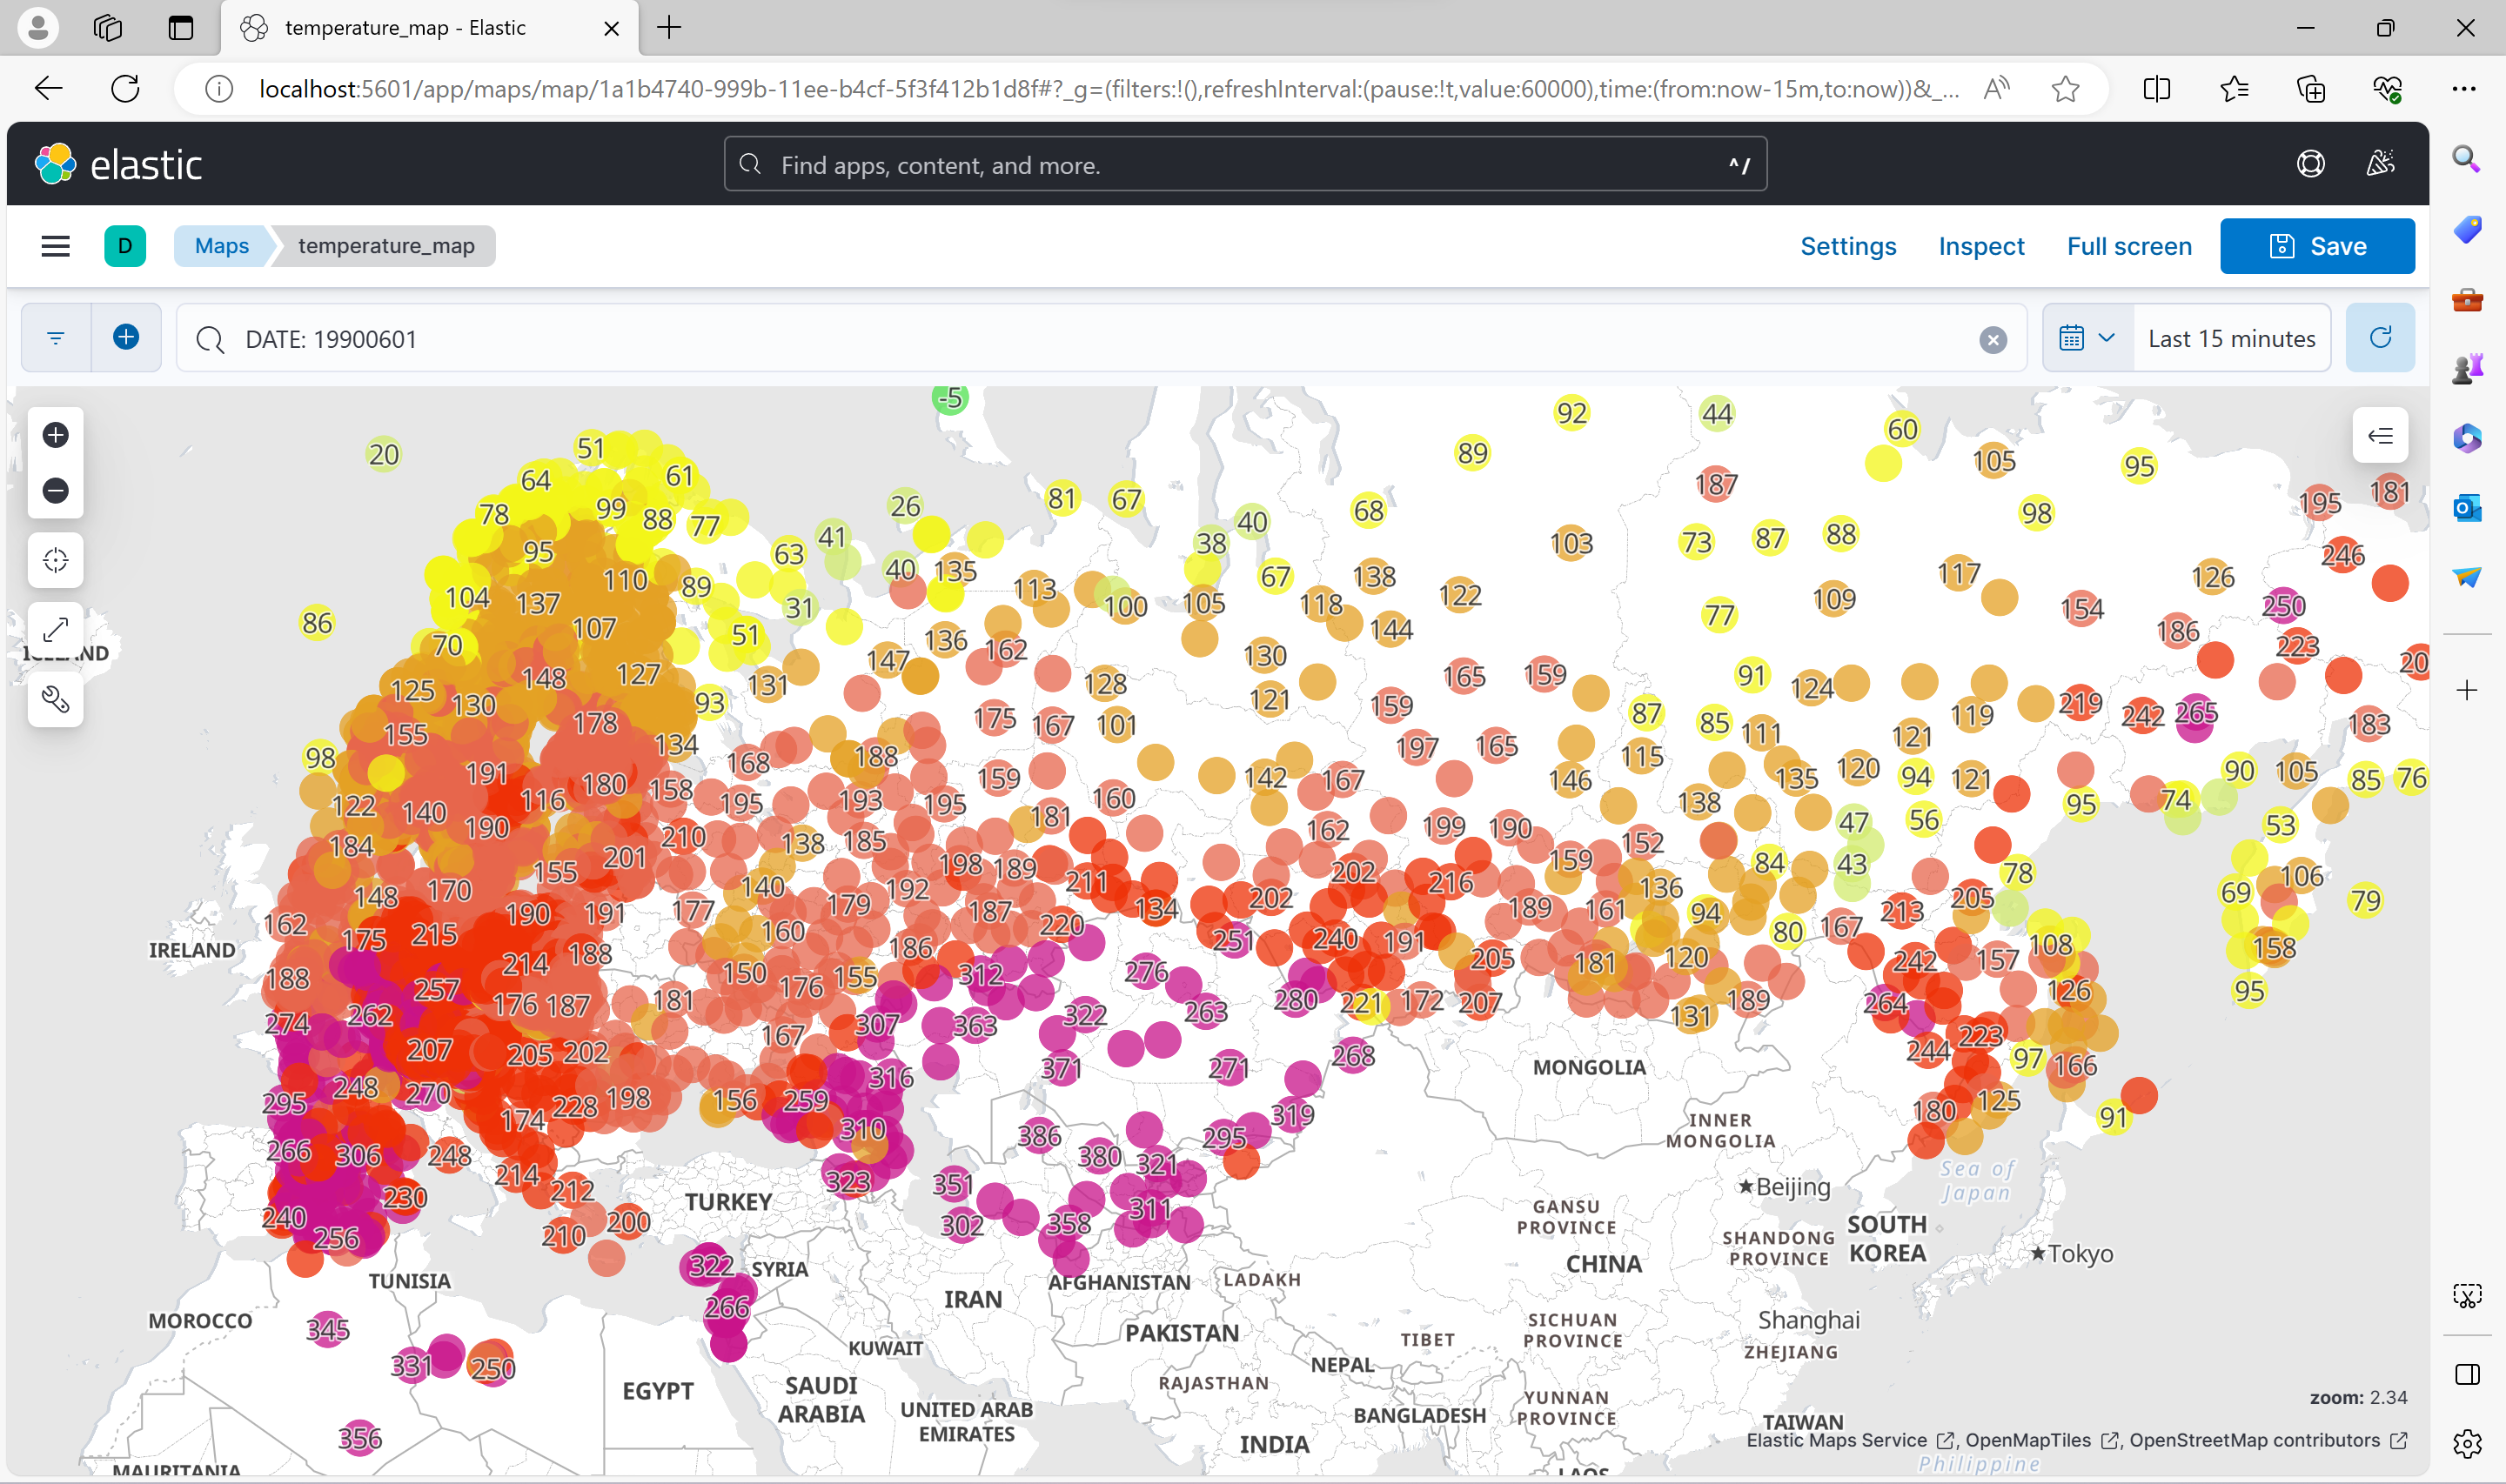 temperature_map - Elastic
localhost:5601/app/maps/map/1a1b4740-999b-11ee-b4cf-5f3f412b1d8f#?_g=(filters:!(),refreshInterval:(pause:!t,value:60000),time:(from:now-15m,to:now))&_...
elastic
Find apps, content, and more.
^/
D
Maps
temperature_map
Settings
Inspect
Full screen
Save
DATE: 19900601
Last 15 minutes
-5
92 44 60
20 51 89 105 95
64 61 187 181
78 99 88 77 26 81 67 68 98 195
95 63 41 38 40 103 73 87 88 246
104 137 110 89 40 135 113 67 138 122 117 126
86 107 31 100 105 118 109 77 154 250
70 51 136 162 144 186 223
ICELAND
125 148 127 131 147 128 130 165 159 91 124 20
155 130 178 93 175 167 101 121 159 87 85 111 119 219 242 265 183
98 191 134 168 188 197 165 115 121
122 140 116 180 158 195 193 159 142 167 146 135 120 94 121 90 105 85 76
184 190 210 138 185 195 181 160 162 199 190 152 138 47 56 95 74 53
148 170 155 201 140 198 189 211 202 216 159 84 43 78 106
162 190 191 177 179 192 187 134 202 189 161 136 94 213 205 69 79
175 215 188 160 186 220 251 240 191 80 167 108 158
IRELAND
188 214 150 176 155 312 276 205 181 120 242 157 95
257 176 187 181 280 221 172 207 189 264 126
274 262 167 307 363 322 263 131 223
207 205 202 371 271 268 244 97 166
MONGOLIA
295 248 270 174 228 198 156 259 316 319 180 125 91
310 386 295
INNER
MONGOLIA
266 306 248 214 323 351 380 321
240 230 212 200 302 358 311
256 210
TURKEY
Beijing
Sea of
Japan
GANSU
PROVINCE
SHANDONG
PROVINCE
SOUTH
KOREA
Tokyo
322
SYRIA
TUNISIA
AFGHANISTAN
LADAKH
CHINA
266
IRAN
MOROCCO
345
PAKISTAN
SICHUAN
PROVINCE
Shanghai
KUWAIT
TIBET
ZHEJIANG
331 250
NEPAL
EGYPT
SAUDI
ARABIA
RAJASTHAN
YUNNAN
PROVINCE
zoom: 2.34
UNITED ARAB
EMIRATES
BANGLADESH
TAIWAN
356
INDIA
Elastic Maps Service , OpenMapTiles , OpenStreetMap contributors
MAURITANIA
LAOS
Philippine